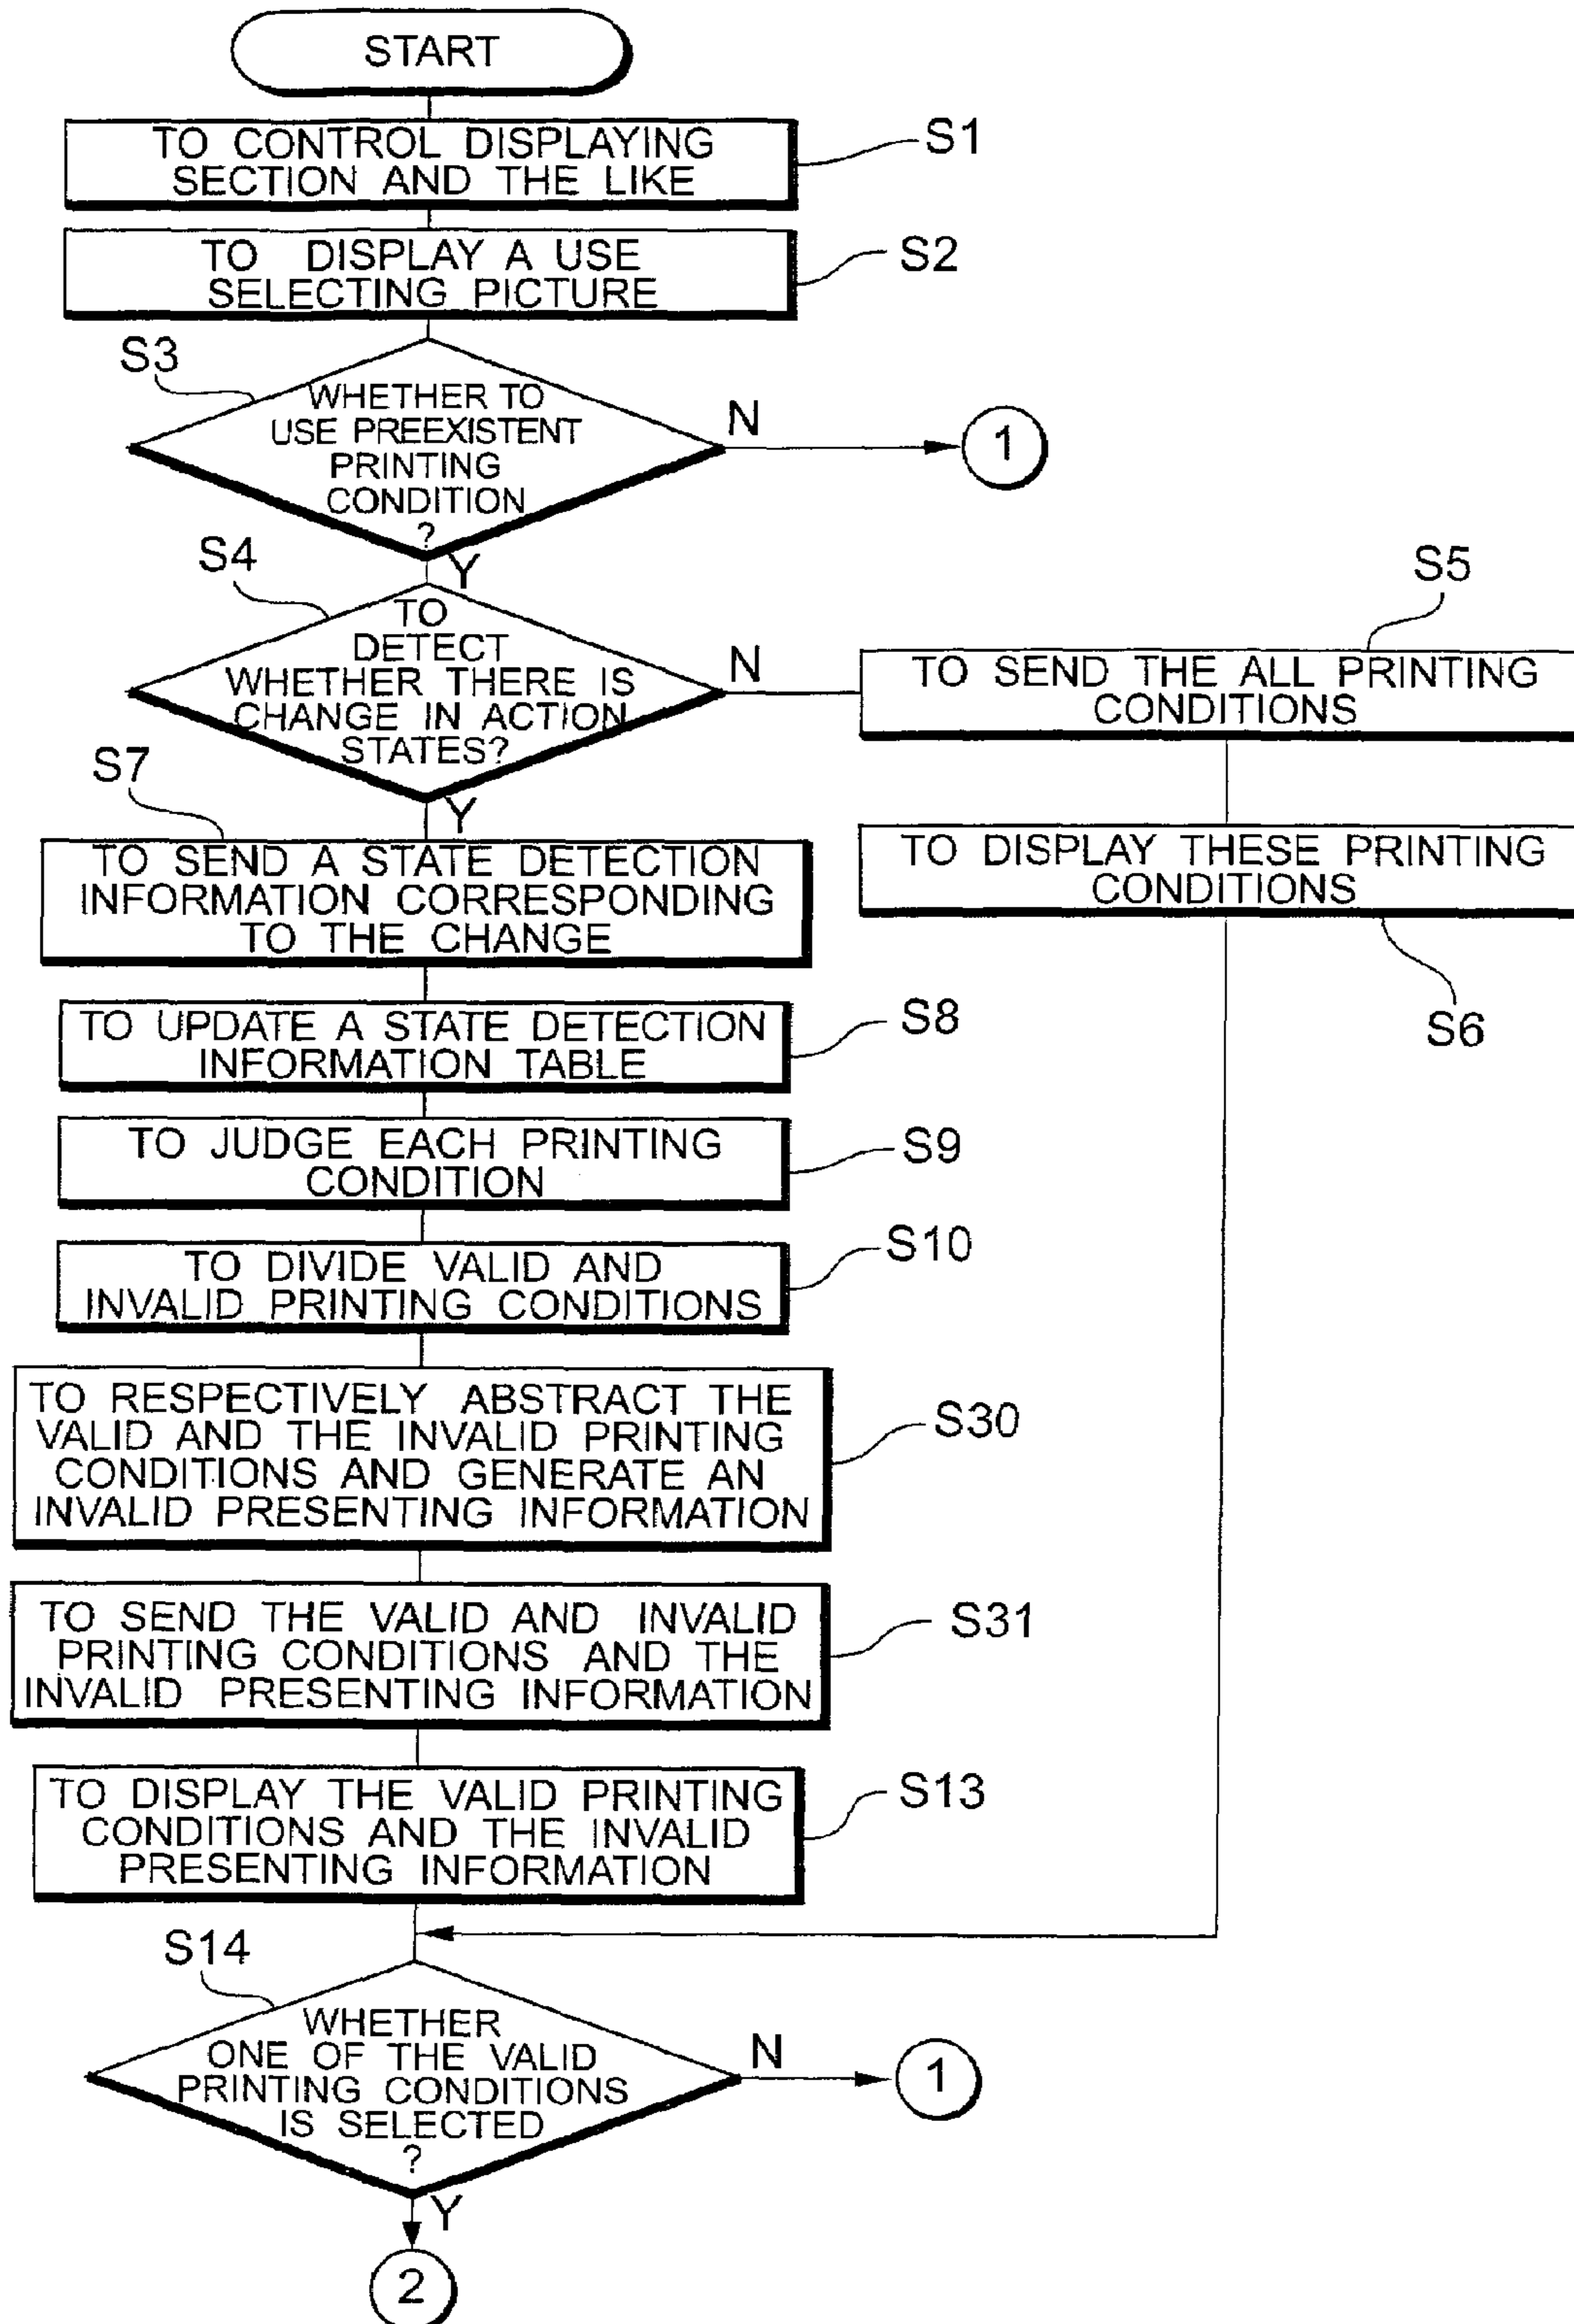 START
TO CONTROL DISPLAYING
SECTION AND THE LIKE
S1
TO DISPLAY A USE
SELECTING PICTURE
S2
S3
WHETHER TO
USE PREEXISTENT
PRINTING
CONDITION
?
N
1
Y
S4
TO
DETECT
WHETHER THERE IS
CHANGE IN ACTION
STATES?
N
Y
S5
TO SEND THE ALL PRINTING
CONDITIONS
TO DISPLAY THESE PRINTING
CONDITIONS
S6
S7
TO SEND A STATE DETECTION
INFORMATION CORRESPONDING
TO THE CHANGE
TO UPDATE A STATE DETECTION
INFORMATION TABLE
S8
TO JUDGE EACH PRINTING
CONDITION
S9
TO DIVIDE VALID AND
INVALID PRINTING CONDITIONS
S10
TO RESPECTIVELY ABSTRACT THE
VALID AND THE INVALID PRINTING
CONDITIONS AND GENERATE AN
INVALID PRESENTING INFORMATION
S30
TO SEND THE VALID AND INVALID
PRINTING CONDITIONS AND THE
INVALID PRESENTING INFORMATION
S31
TO DISPLAY THE VALID PRINTING
CONDITIONS AND THE INVALID
PRESENTING INFORMATION
S13
S14
WHETHER
ONE OF THE VALID
PRINTING CONDITIONS
IS SELECTED
?
N
1
Y
2